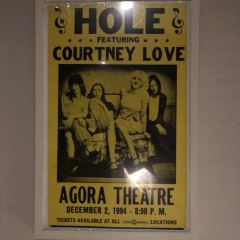 HOLE
FEATURING
COURTNEY LOVE
AGORA THEATRE
DECEMBER 2, 1994 - 8:00 P. M.
TICKETS AVAILABLE AT ALL LOCATIONS